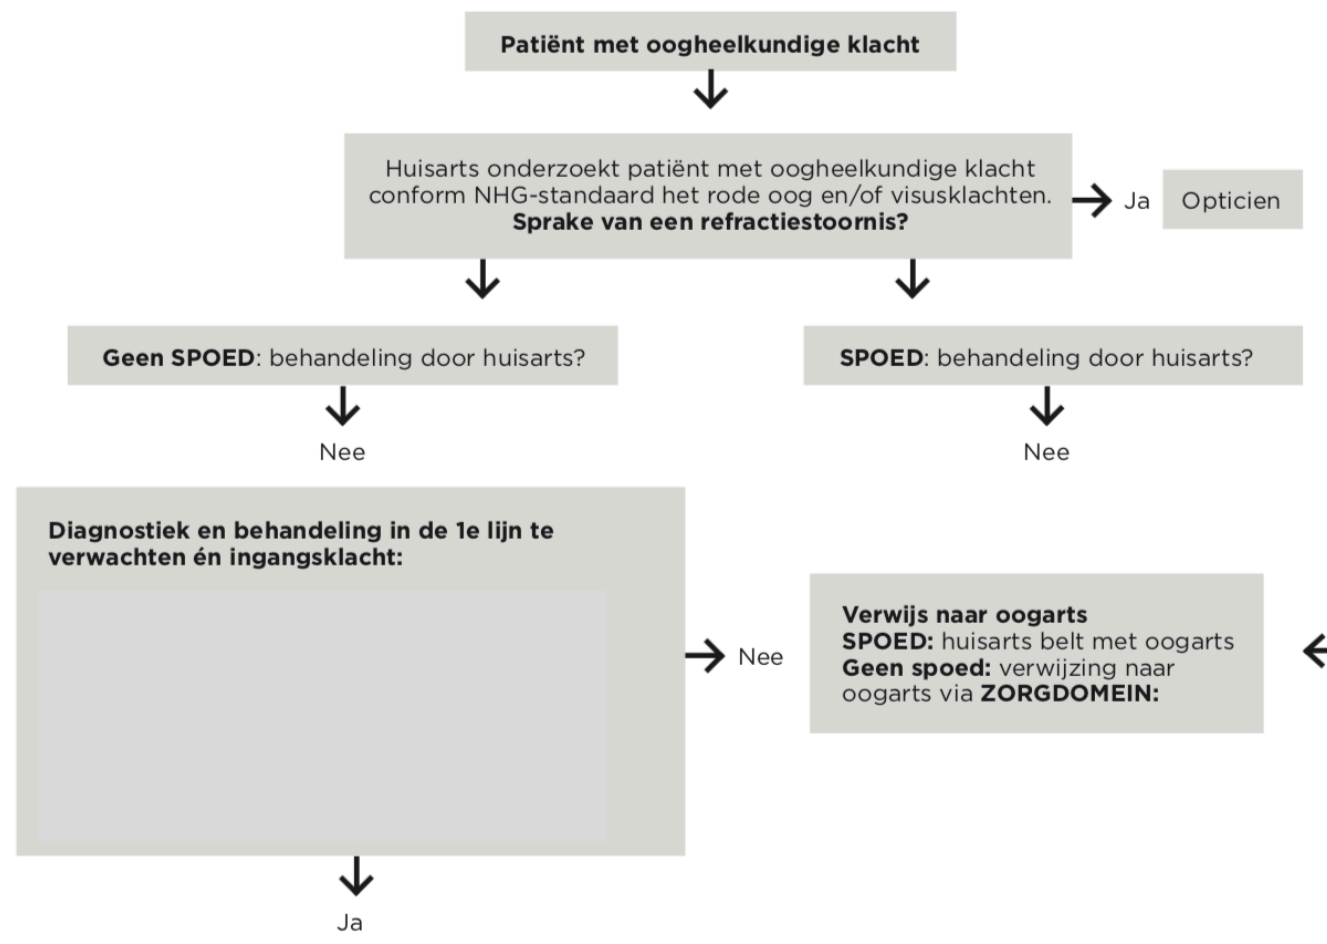 Patiënt met oogheelkundige klacht
Huisarts onderzoekt patiënt met oogheelkundige klacht
conform NHG-standaard het rode oog en/of visusklachten.
Sprake van een refractiestoornis?
Ja
Opticien
Geen SPOED: behandeling door huisarts?
SPOED: behandeling door huisarts?
Nee
Nee
Diagnostiek en behandeling in de 1e lijn te
verwachten én ingangsklacht:
Nee
Verwijs naar oogarts
SPOED: huisarts belt met oogarts
Geen spoed: verwijzing naar
oogarts via ZORGDOMEIN:
Ja